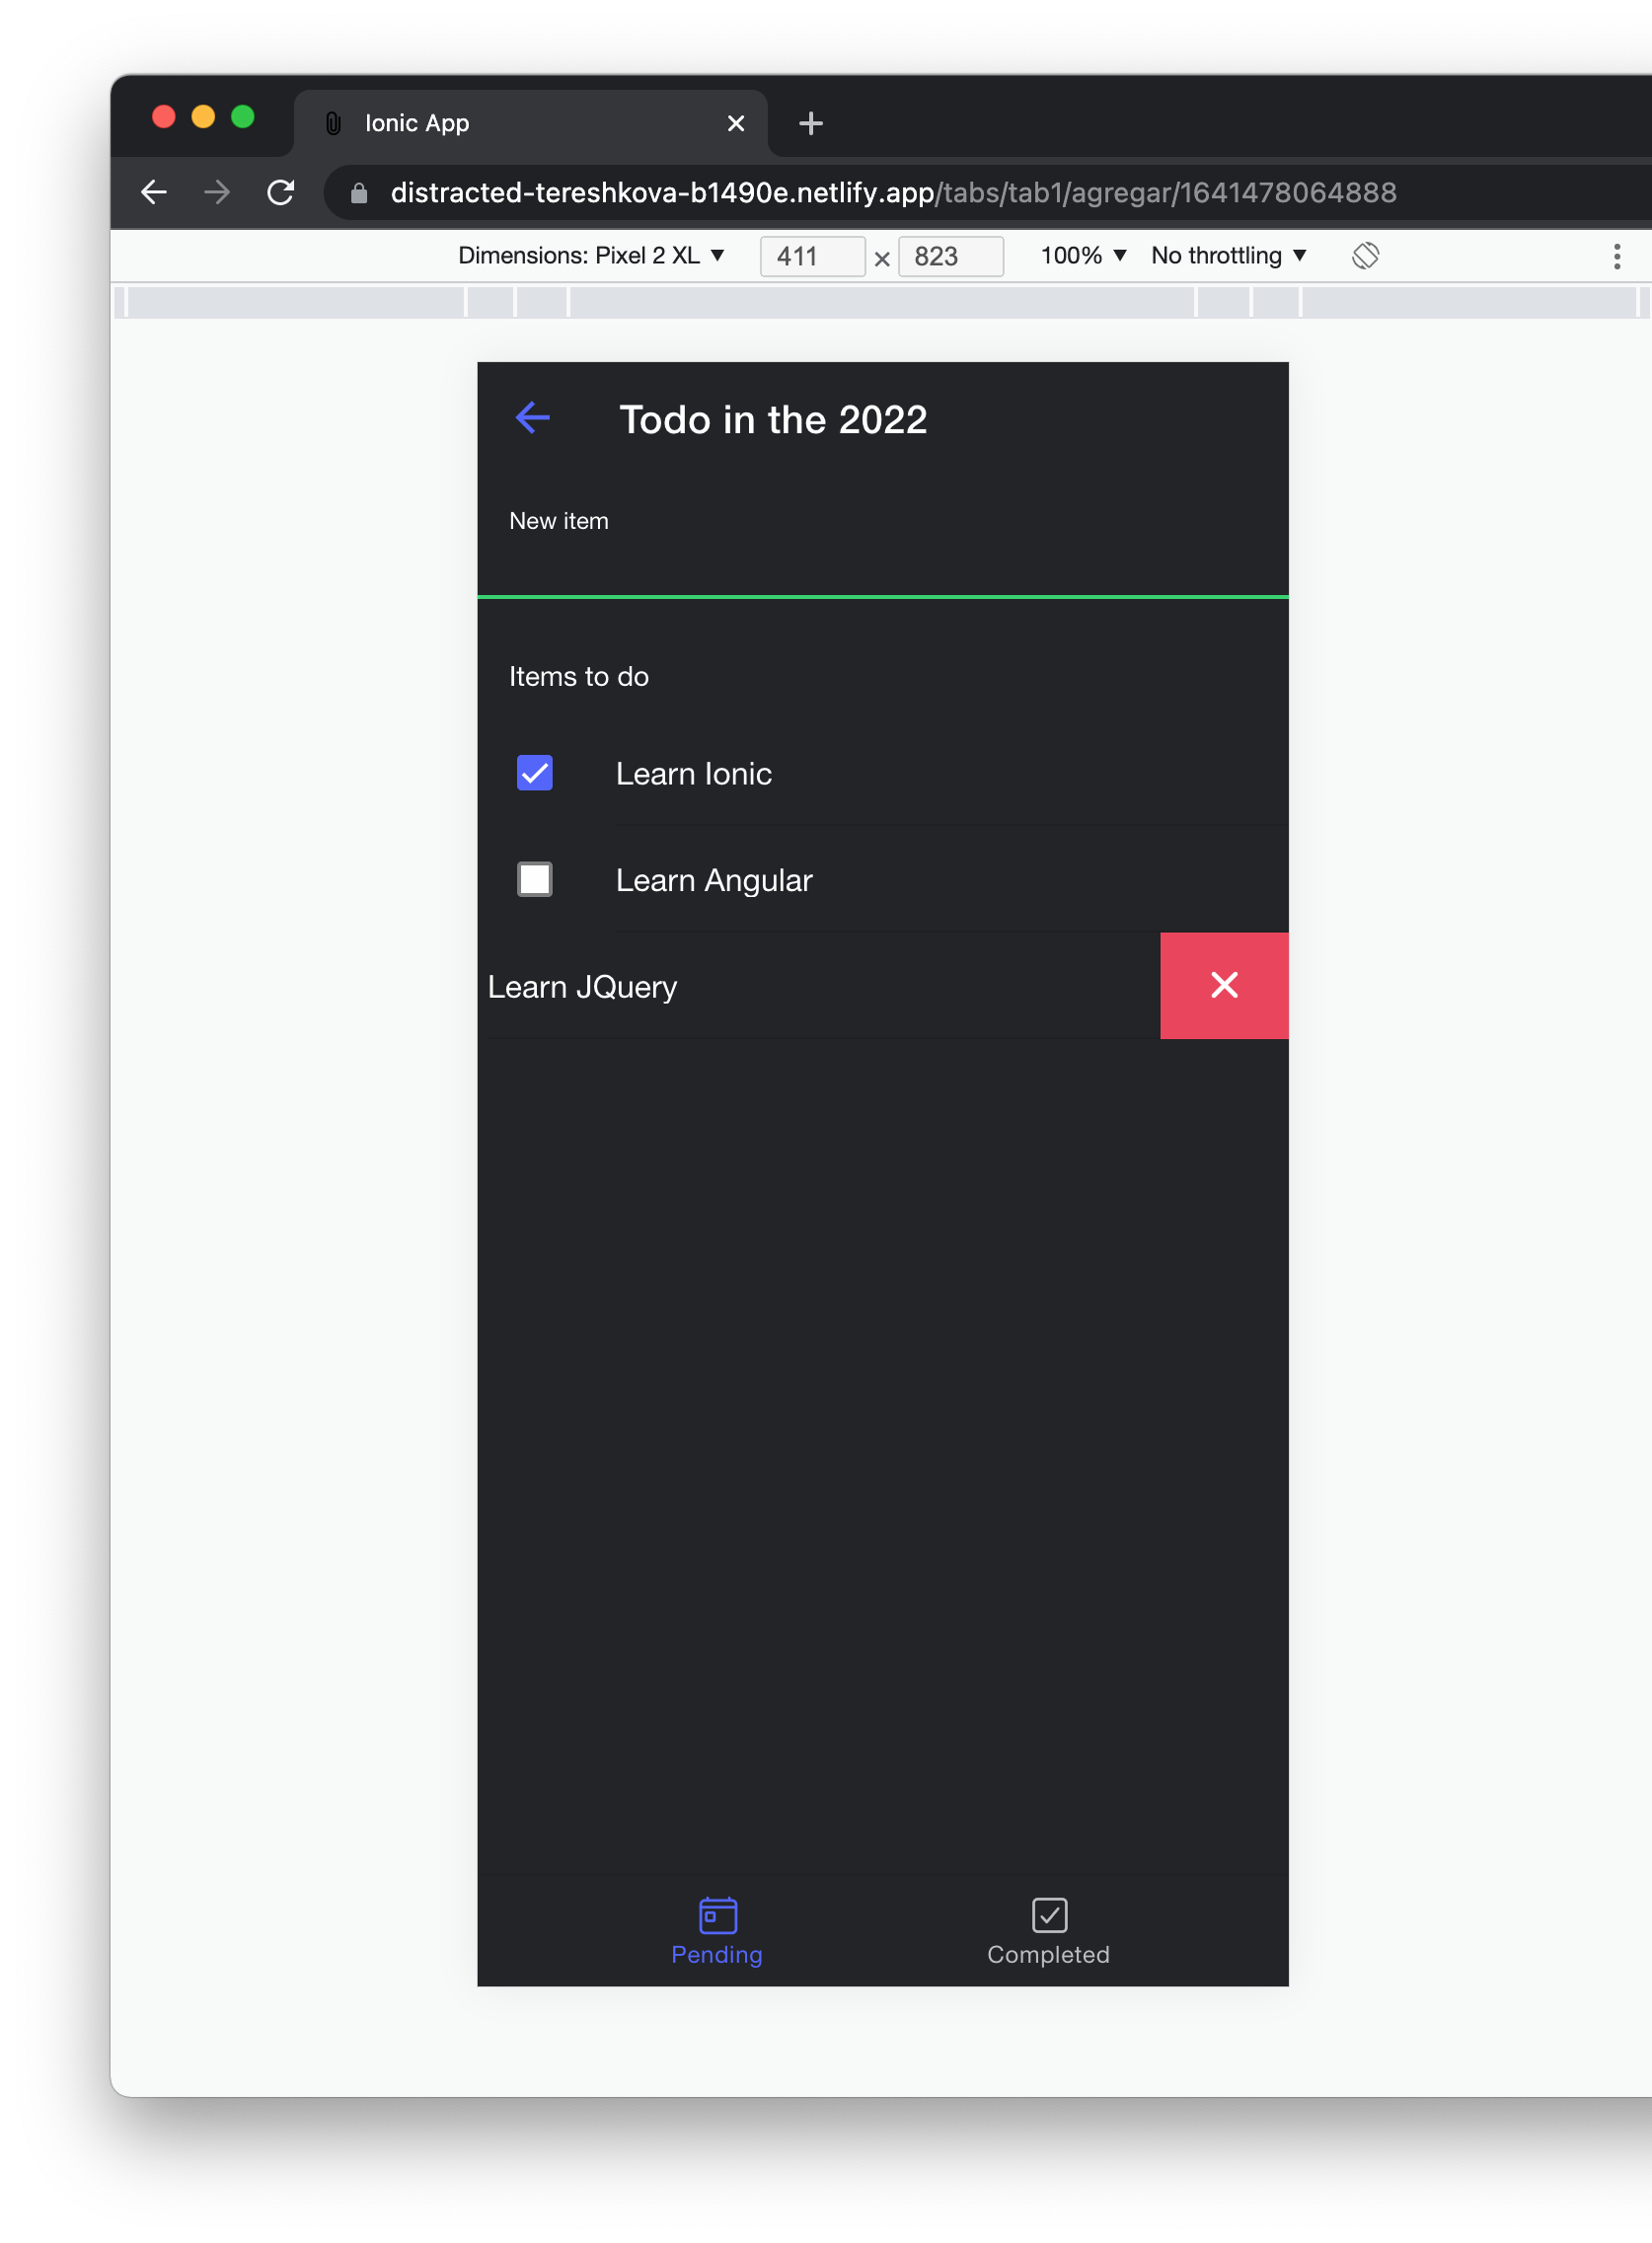 Ionic App
distracted-tereshkova-b1490e.netlify.app/tabs/tab1/agregar/1641478064888
Dimensions: Pixel 2 XL ▼ 411 × 823 100% ▼ No throttling ▼
Todo in the 2022
New item
Items to do
Learn Ionic
Learn Angular
Learn JQuery
Pending Completed